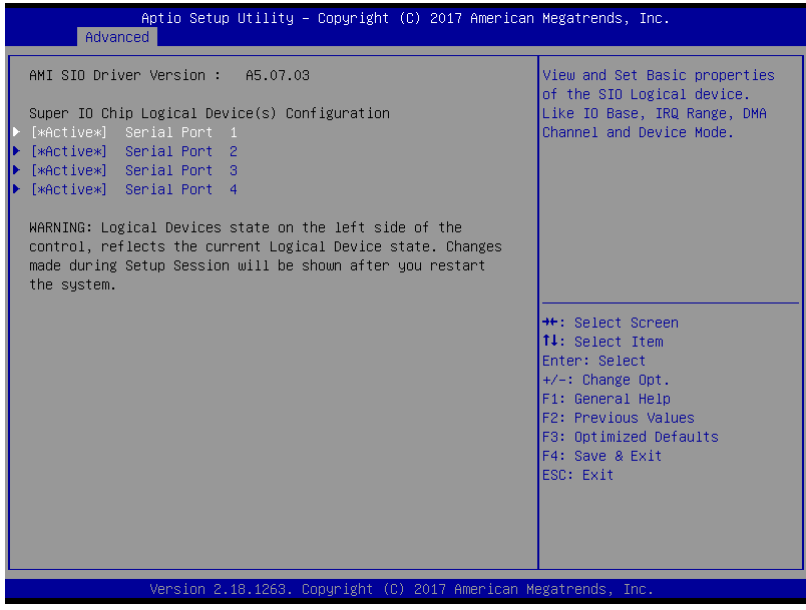 Aptio Setup Utility – Copyright (C) 2017 American Megatrends, Inc.
Advanced
AMI SIO Driver Version : A5.07.03
Super IO Chip Logical Device(s) Configuration
[*Active*] Serial Port 1
[*Active*] Serial Port 2
[*Active*] Serial Port 3
[*Active*] Serial Port 4
WARNING: Logical Devices state on the left side of the
control, reflects the current Logical Device state. Changes
made during Setup Session will be shown after you restart
the system.
View and Set Basic properties
of the SIO Logical device.
Like IO Base, IRQ Range, DMA
Channel and Device Mode.
→←: Select Screen
↑↓: Select Item
Enter: Select
+/-: Change Opt.
F1: General Help
F2: Previous Values
F3: Optimized Defaults
F4: Save & Exit
ESC: Exit
Version 2.18.1263. Copyright (C) 2017 American Megatrends, Inc.